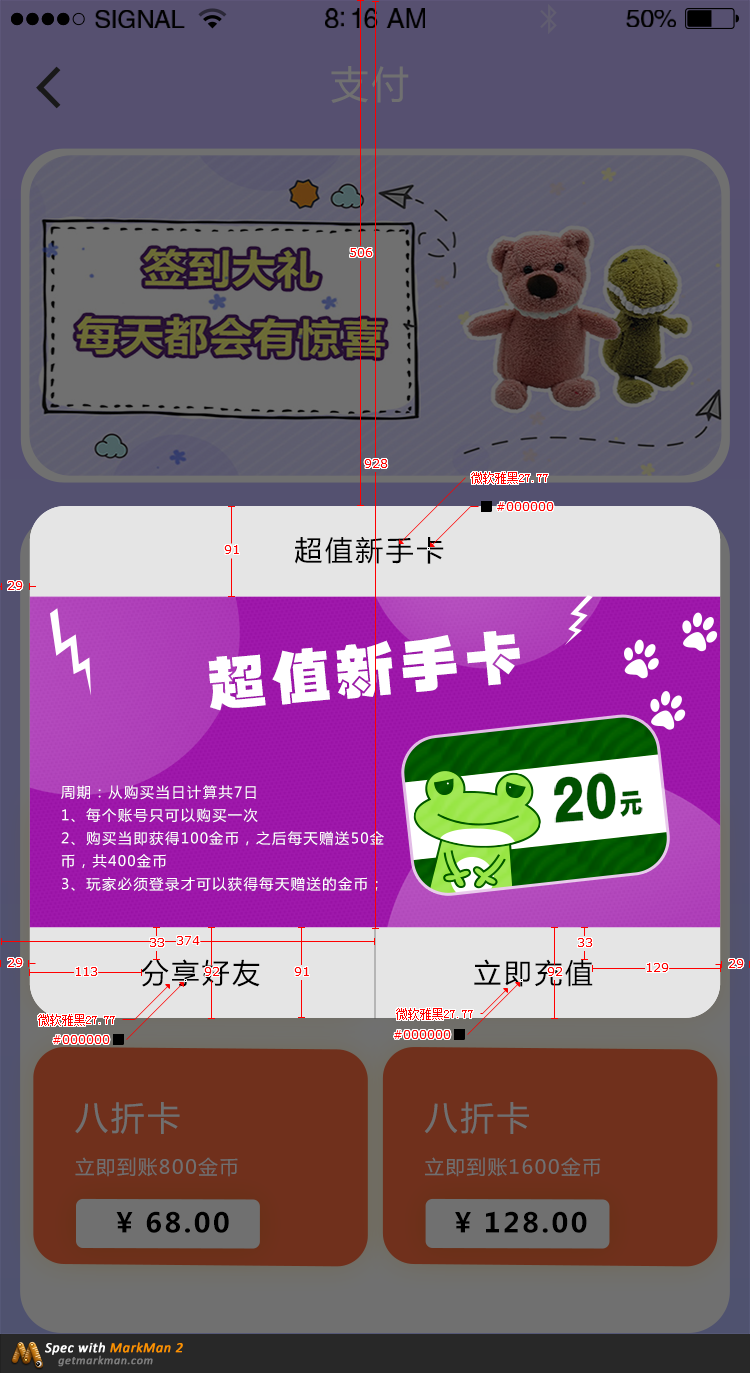 SIGNAL 8:16 AM 50%
支付
签到大礼
506
每天都会有惊喜
928
微软雅黑27.77
#000000
91
超值新手卡
29
超值新手卡
20元
周期：从购买当日计算共7日
1、每个账号只可以购买一次
2、购买当即获得100金币，之后每天赠送50金
币，共400金币
3、玩家必须登录才可以获得每天赠送的金币；
33 374 33
29 113 92 91 92 129 29
分享好友 立即充值
微软雅黑27.77 微软雅黑27.77
#000000 #000000
八折卡 八折卡
立即到账800金币 立即到账1600金币
¥ 68.00 ¥ 128.00
Spec with MarkMan 2
getmarkman.com